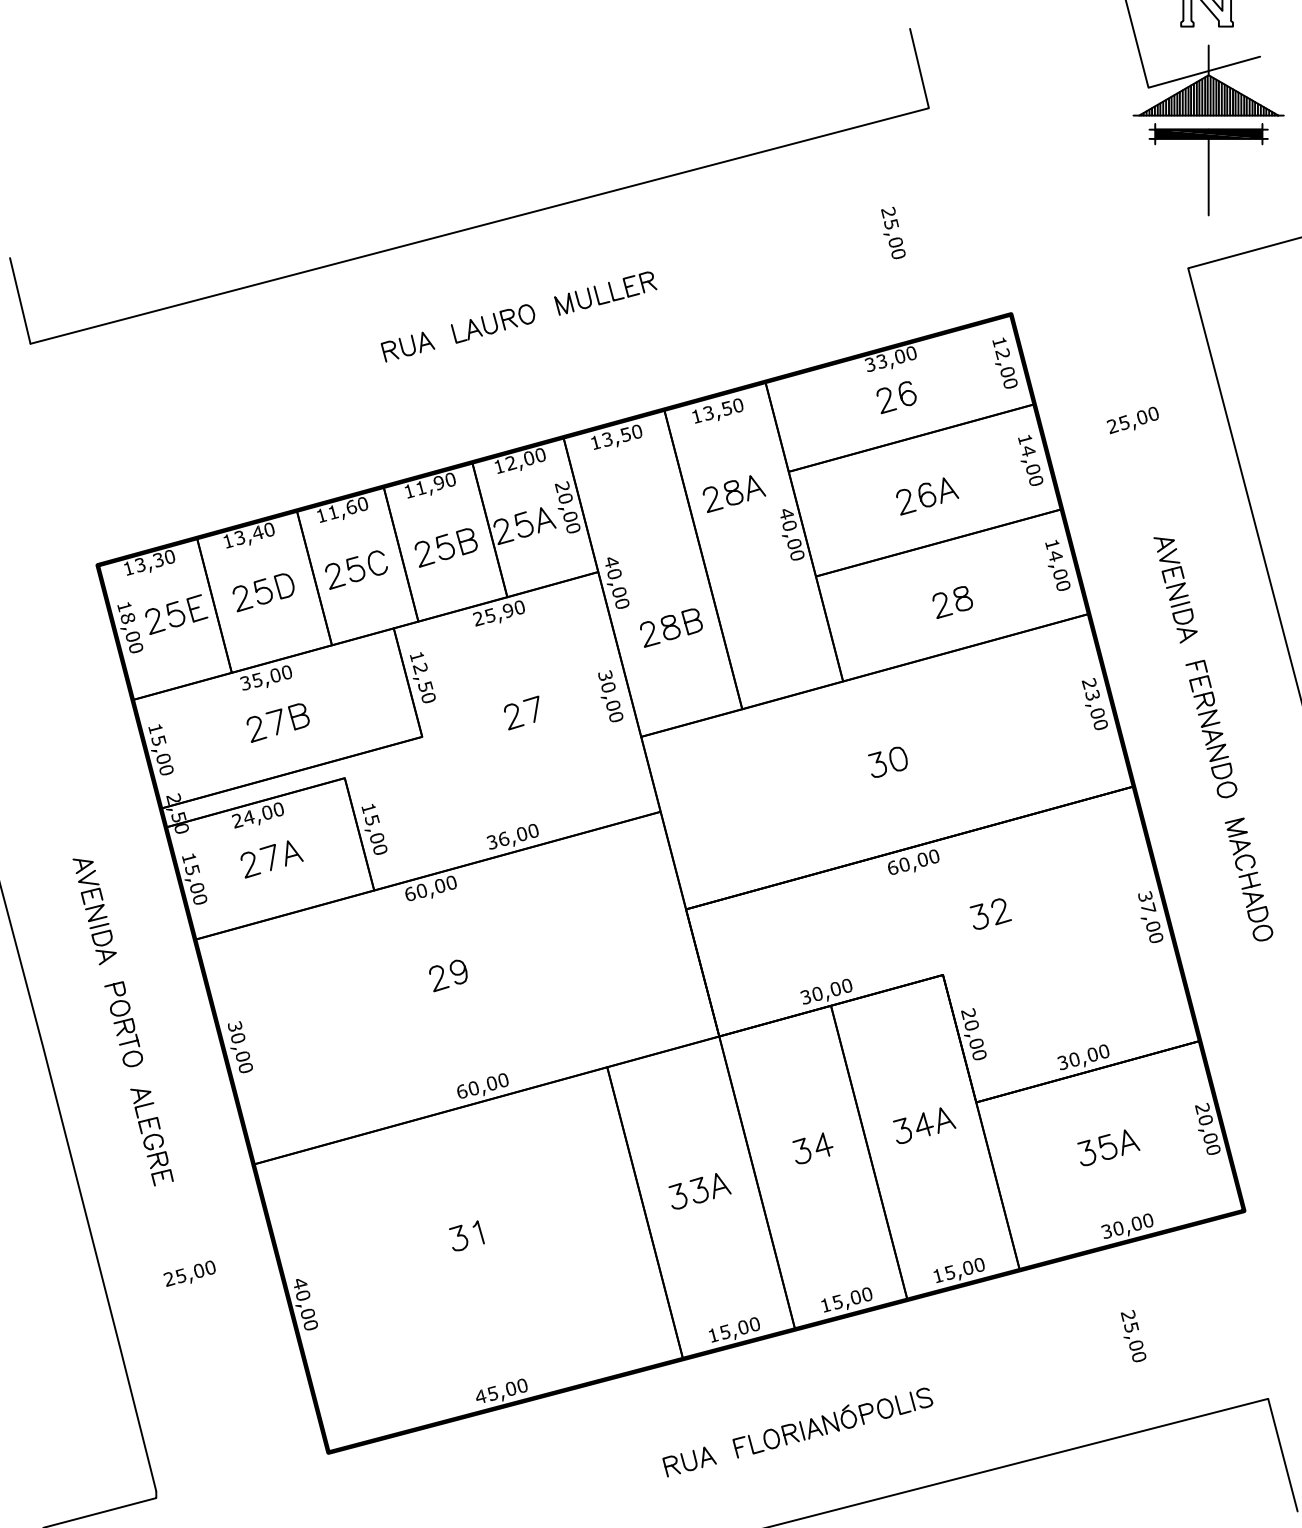 N
25,00
RUA LAURO MULLER
33,00
12,00
26
13,50
13,50
25,00
12,00
14,00
11,90
28A
26A
11,60
20,00
13,40
40,00
13,30
25A
25B
25C
14,00
25D
40,00
28
18,00
25E
25,90
28B
AVENIDA FERNANDO MACHADO
35,00
12,50
30,00
23,00
27B
27
15,00
30
2,50
24,00
15,00
36,00
60,00
27A
15,00
60,00
32
37,00
29
30,00
20,00
AVENIDA PORTO ALEGRE
30,00
30,00
60,00
34A
20,00
34
35A
33A
31
30,00
25,00
15,00
40,00
15,00
15,00
25,00
45,00
RUA FLORIANÓPOLIS